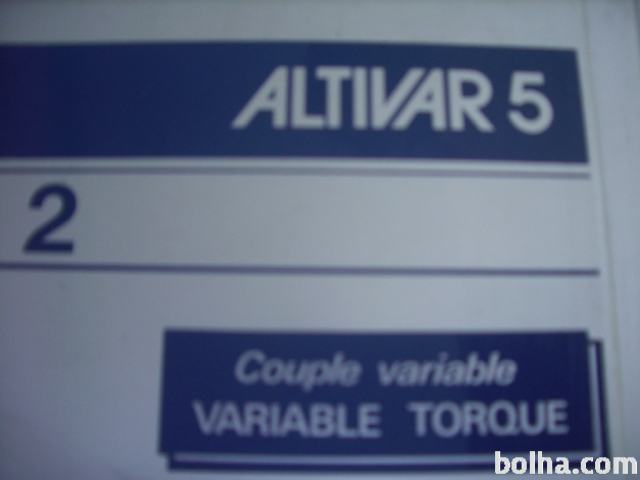 ALTIVAR 5
2
Couple variable
VARIABLE TORQUE
bolha.com